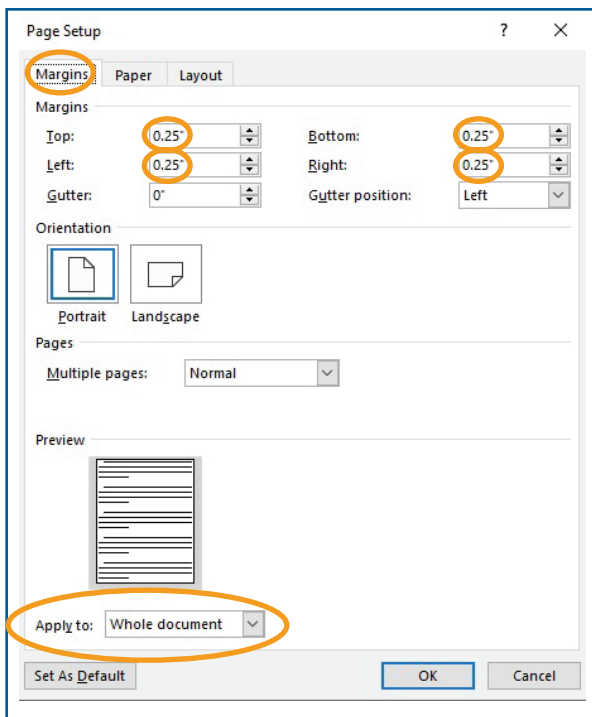 Page Setup ? ×
Margins Paper Layout
Margins
Top: 0.25" Bottom: 0.25"
Left: 0.25" Right: 0.25"
Gutter: 0" Gutter position: Left
Orientation
Portrait Landscape
Pages
Multiple pages: Normal
Preview
Apply to: Whole document
Set As Default OK Cancel